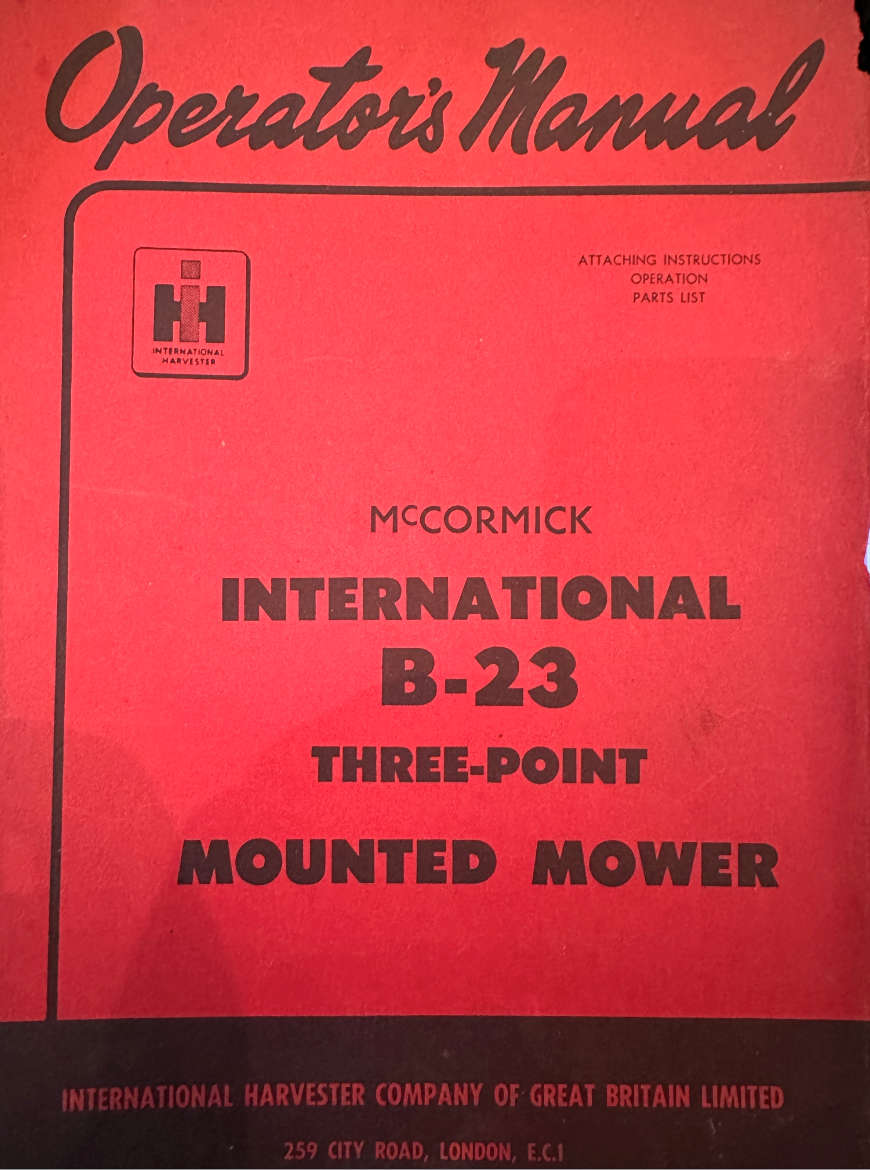 Operator's Manual
IH
INTERNATIONAL
HARVESTER
ATTACHING INSTRUCTIONS
OPERATION
PARTS LIST
McCORMICK
INTERNATIONAL
B-23
THREE-POINT
MOUNTED MOWER
INTERNATIONAL HARVESTER COMPANY OF GREAT BRITAIN LIMITED
259 CITY ROAD, LONDON, E.C.1